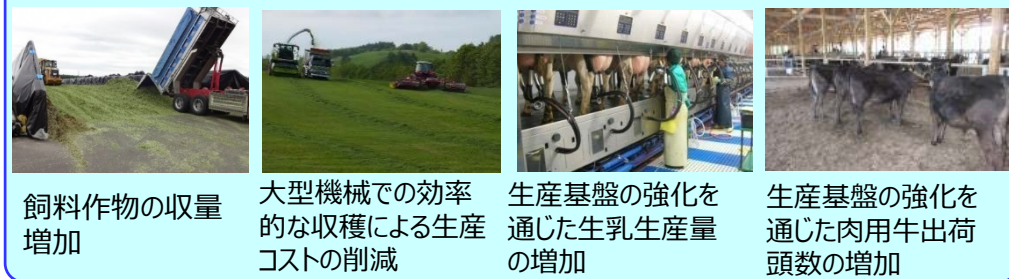 飼料作物の収量
増加
大型機械での効率
的な収穫による生産
コストの削減
生産基盤の強化を
通じた生乳生産量
の増加
生産基盤の強化を
通じた肉用牛出荷
頭数の増加